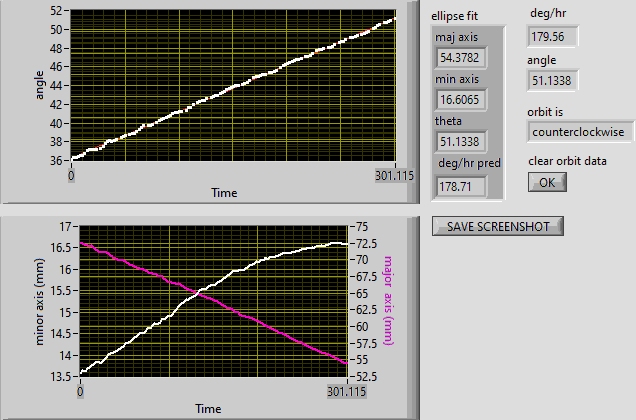 52
50
48
46
44
42
40
38
36
angle
0
301.115
Time
ellipse fit
maj axis
54.3782
min axis
16.6065
theta
51.1338
deg/hr pred
178.71
deg/hr
179.56
angle
51.1338
orbit is
counterclockwise
clear orbit data
OK
SAVE SCREENSHOT
17
16.5
16
15.5
15
14.5
14
13.5
minor axis (mm)
75
72.5
70
67.5
65
62.5
60
57.5
55
52.5
major axis (mm)
0
301.115
Time